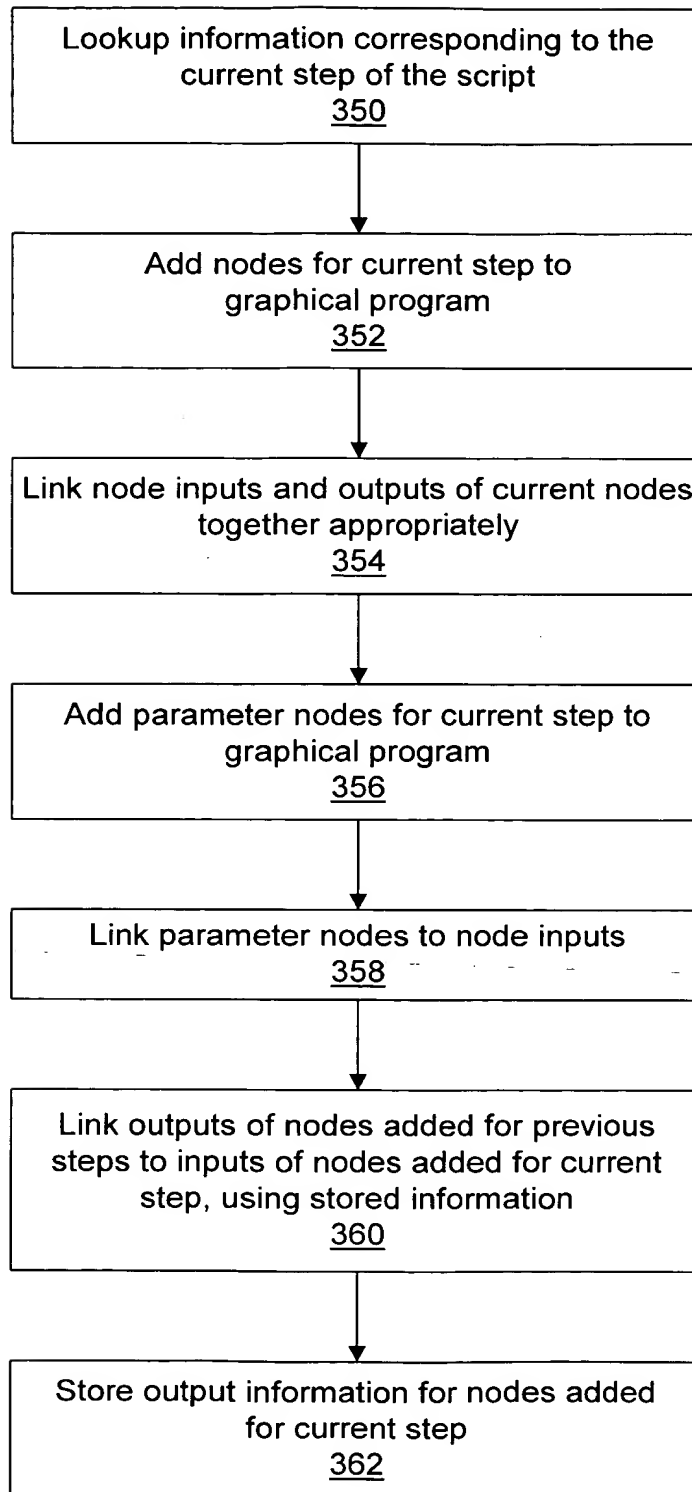 Lookup information corresponding to the
current step of the script
350
Add nodes for current step to
graphical program
352
Link node inputs and outputs of current nodes
together appropriately
354
Add parameter nodes for current step to
graphical program
356
Link parameter nodes to node inputs
358
Link outputs of nodes added for previous
steps to inputs of nodes added for current
step, using stored information
360
Store output information for nodes added
for current step
362